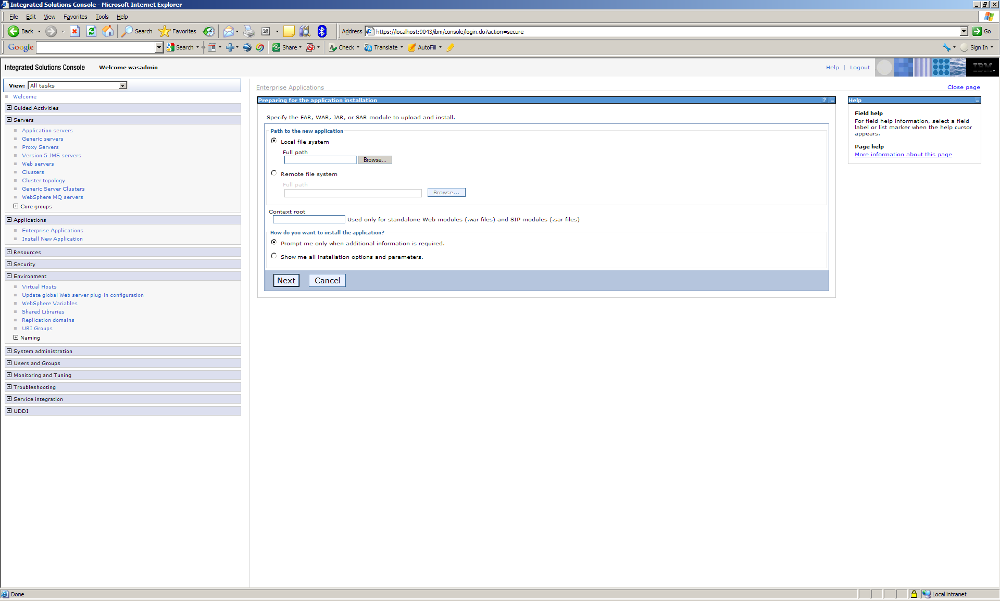 Integrated Solutions Console - Microsoft Internet Explorer
File Edit View Favorites Tools Help
Back Search Favorites Address https://localhost:9043/ibm/console/login.do?action=secure Go
Google Search Share Check Translate AutoFill Sign In
Integrated Solutions Console Welcome wasadmin Help | Logout IBM.
View: All tasks
Welcome
Guided Activities
Servers
Application servers
Generic servers
Proxy Servers
Version 5 JMS servers
Web servers
Clusters
Cluster topology
Generic Server Clusters
WebSphere MQ servers
Core groups
Applications
Enterprise Applications
Install New Application
Resources
Security
Environment
Virtual Hosts
Update global Web server plug-in configuration
WebSphere Variables
Shared Libraries
Replication domains
URI Groups
Naming
System administration
Users and Groups
Monitoring and Tuning
Troubleshooting
Service integration
UDDI
Enterprise Applications Close page
Preparing for the application installation ? _
Specify the EAR, WAR, JAR, or SAR module to upload and install.
Path to the new application
Local file system
Full path
Browse...
Remote file system
Full path
Browse...
Context root
Used only for standalone Web modules (.war files) and SIP modules (.sar files)
How do you want to install the application?
Prompt me only when additional information is required.
Show me all installation options and parameters.
Next Cancel
Help
Field help
For field help information, select a field
label or list marker when the help cursor
appears.
Page help
More information about this page
Done Local intranet